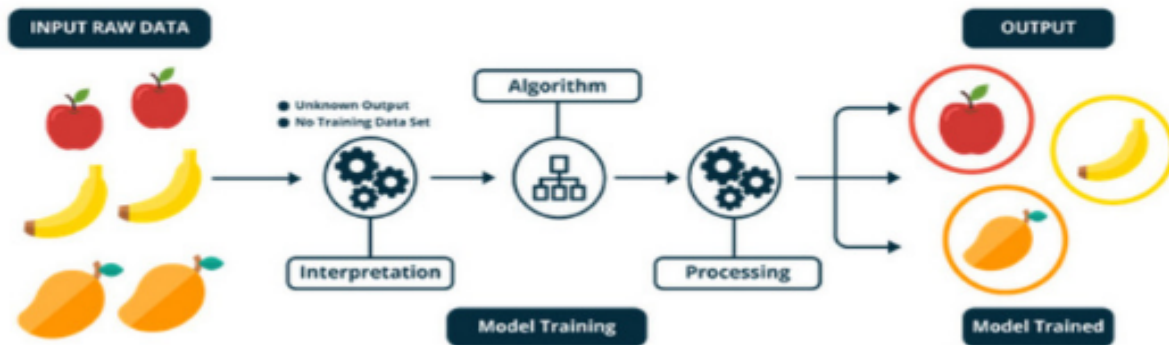 INPUT RAW DATA
OUTPUT
Algorithm
Unknown Output
No Training Data Set
Interpretation
Processing
Model Training
Model Trained